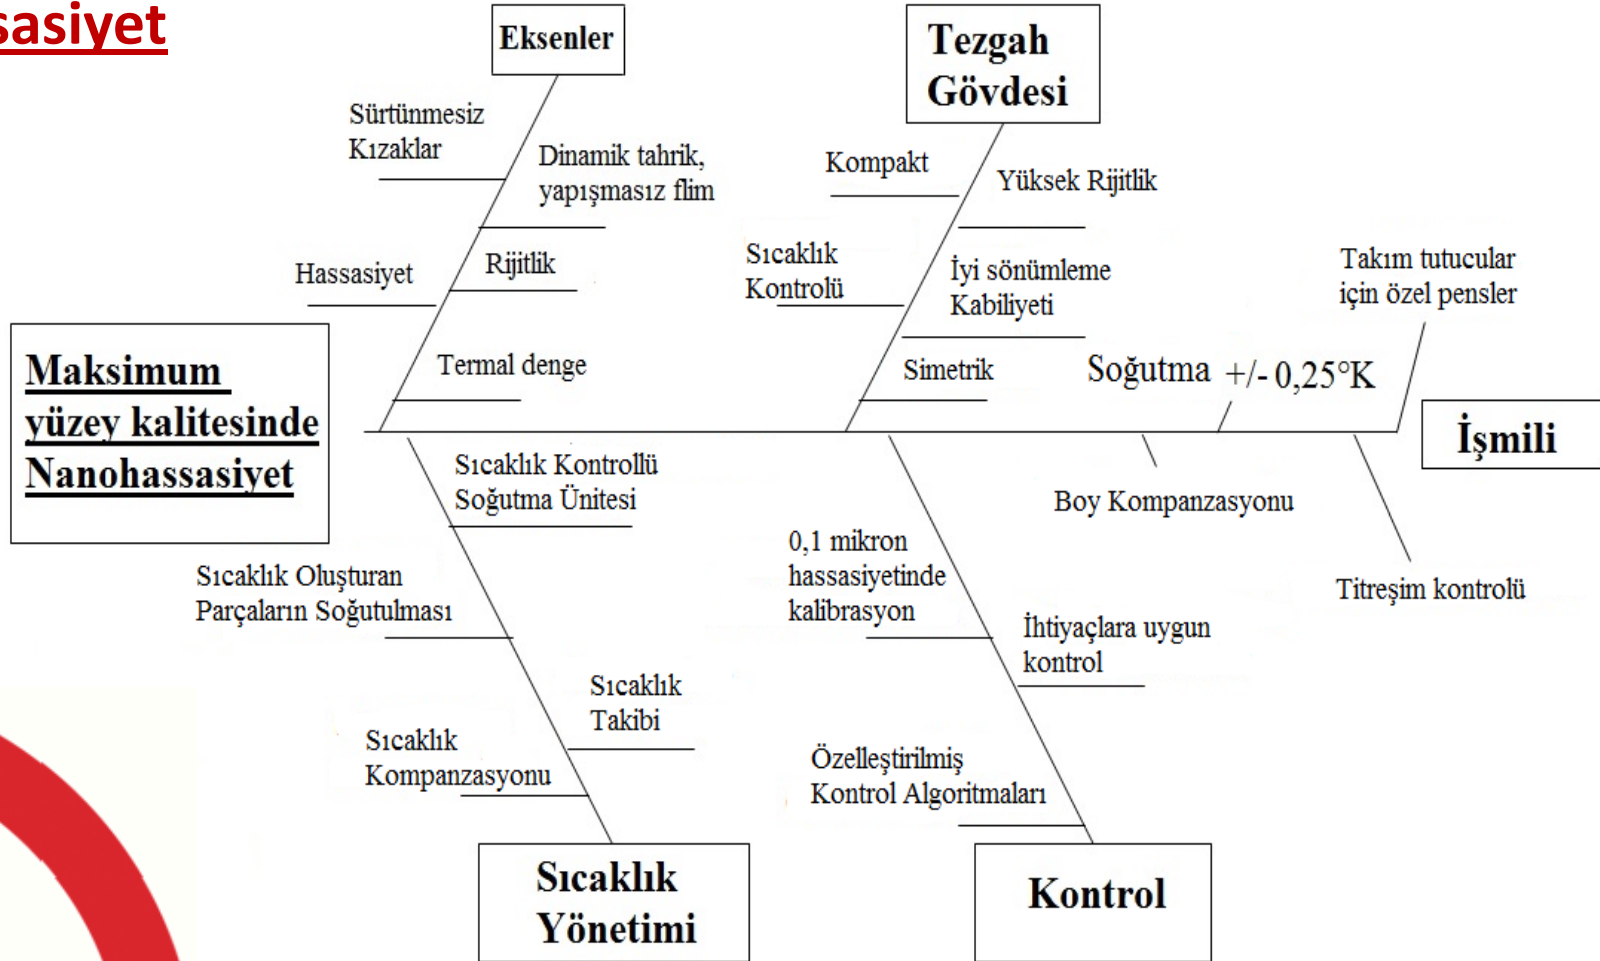 sasiyet
Eksenler
Tezgah
Gövdesi
Sürtünmesiz
Kızaklar
Dinamik tahrik,
yapışmasız flim
Hassasiyet
Rijitlik
Termal denge
Kompakt
Yüksek Rijitlik
Sıcaklık
Kontrolü
İyi sönümleme
Kabiliyeti
Simetrik
Soğutma +/- 0,25°K
Takım tutucular
için özel pensler
İşmili
Maksimum
yüzey kalitesinde
Nanohassasiyet
Sıcaklık Kontrollü
Soğutma Ünitesi
Sıcaklık Oluşturan
Parçaların Soğutulması
Sıcaklık
Takibi
Sıcaklık
Kompanzasyonu
Sıcaklık
Yönetimi
0,1 mikron
hassasiyetinde
kalibrasyon
İhtiyaçlara uygun
kontrol
Özelleştirilmiş
Kontrol Algoritmaları
Kontrol
Boy Kompanzasyonu
Titreşim kontrolü